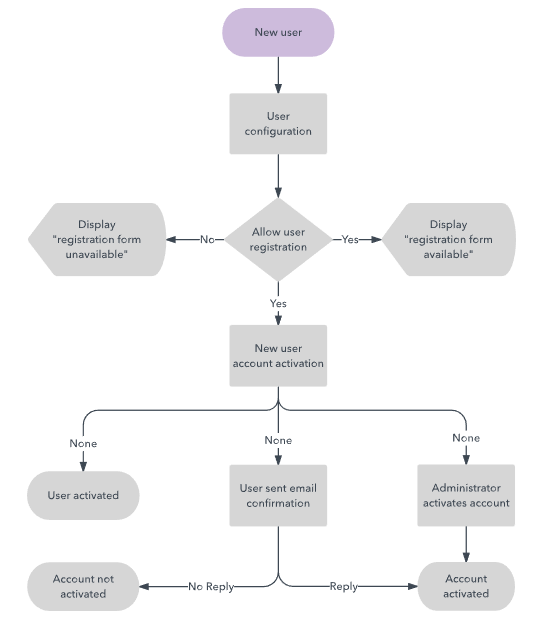 New user
User
configuration
Allow user
registration
No
Yes
Display
"registration form
unavailable"
Display
"registration form
available"
Yes
New user
account activation
None
None
None
User activated
User sent email
confirmation
Administrator
activates account
No Reply
Reply
Account not
activated
Account
activated